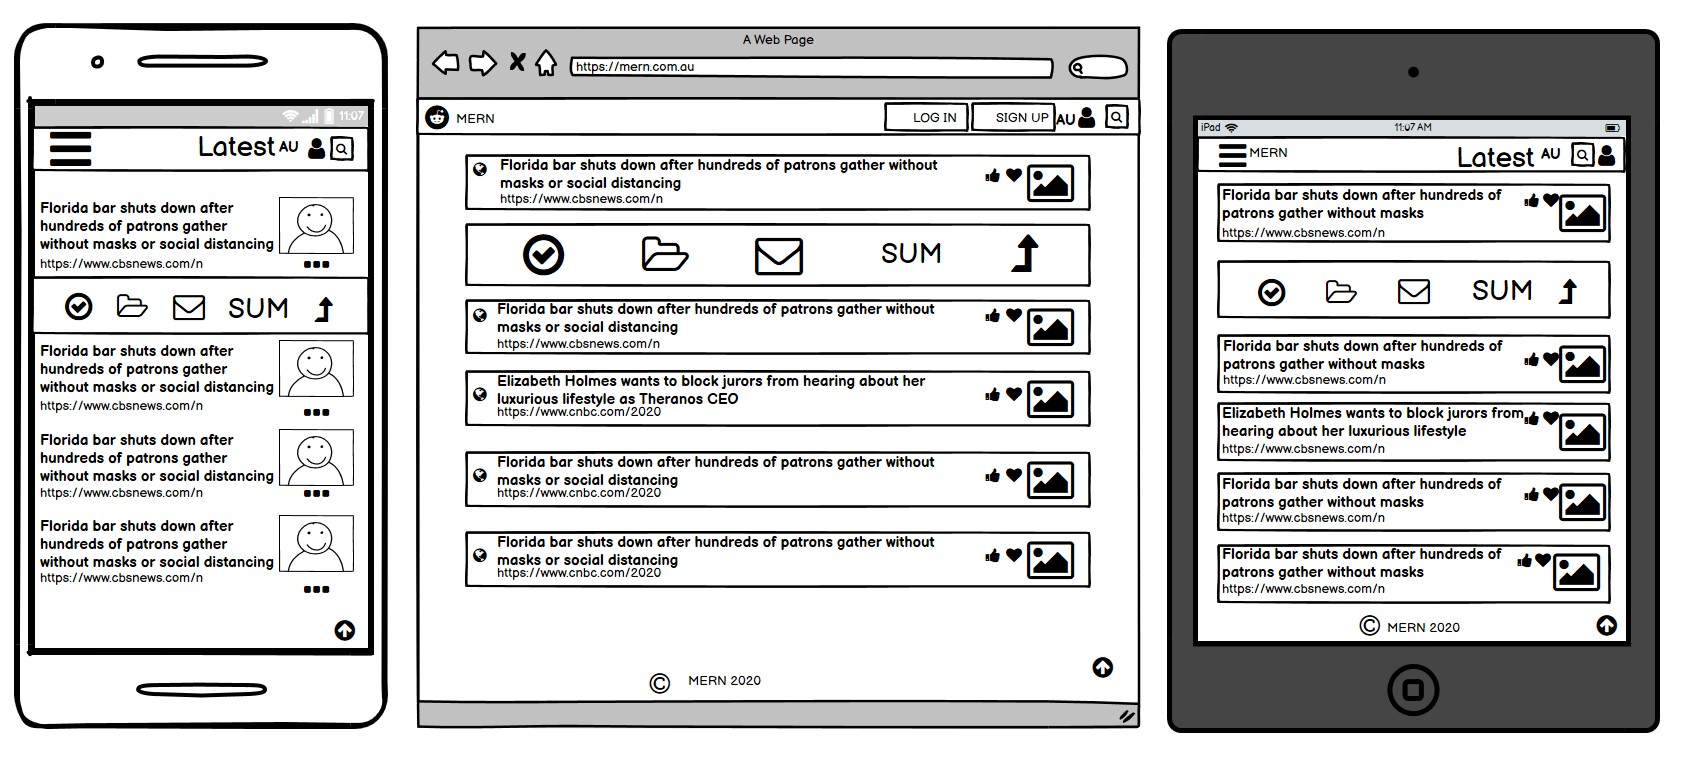 11:07
Latest AU
Florida bar shuts down after
hundreds of patrons gather
without masks or social distancing
https://www.cbsnews.com/n
SUM
Florida bar shuts down after
hundreds of patrons gather
without masks or social distancing
https://www.cbsnews.com/n
Florida bar shuts down after
hundreds of patrons gather
without masks or social distancing
https://www.cbsnews.com/n
Florida bar shuts down after
hundreds of patrons gather
without masks or social distancing
https://www.cbsnews.com/n
A Web Page
https://mern.com.au
MERN LOG IN SIGN UP AU
Florida bar shuts down after hundreds of patrons gather without
masks or social distancing
https://www.cbsnews.com/n
SUM
Florida bar shuts down after hundreds of patrons gather without
masks or social distancing
https://www.cbsnews.com/n
Elizabeth Holmes wants to block jurors from hearing about her
luxurious lifestyle as Theranos CEO
https://www.cnbc.com/2020
Florida bar shuts down after hundreds of patrons gather without
masks or social distancing
https://www.cnbc.com/2020
Florida bar shuts down after hundreds of patrons gather without
masks or social distancing
https://www.cnbc.com/2020
© MERN 2020
iPad 11:07 AM
MERN Latest AU
Florida bar shuts down after hundreds of
patrons gather without masks
https://www.cbsnews.com/n
SUM
Florida bar shuts down after hundreds of
patrons gather without masks
https://www.cbsnews.com/n
Elizabeth Holmes wants to block jurors from
hearing about her luxurious lifestyle
https://www.cbsnews.com/n
Florida bar shuts down after hundreds of
patrons gather without masks
https://www.cbsnews.com/n
Florida bar shuts down after hundreds of
patrons gather without masks
https://www.cbsnews.com/n
© MERN 2020